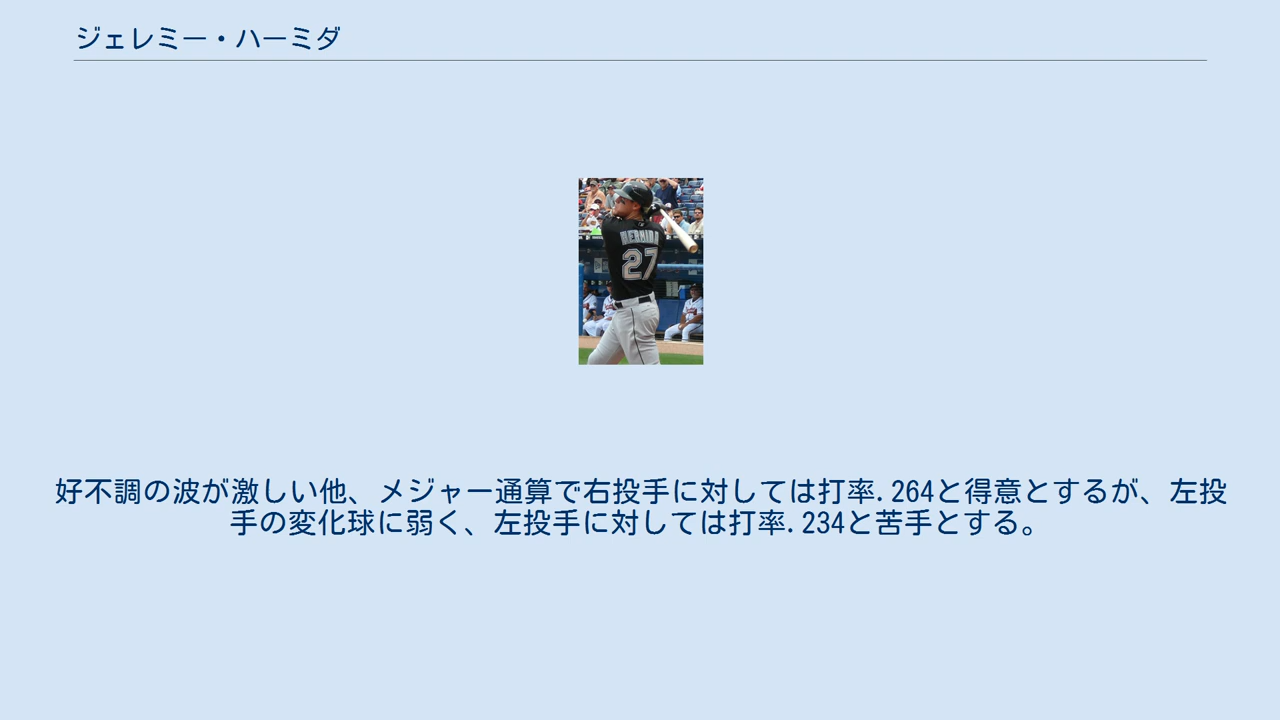 ジェレミー・ハーミダ
HERMIDA
27
好不調の波が激しい他、メジャー通算で右投手に対しては打率.264と得意とするが、左投
手の変化球に弱く、左投手に対しては打率.234と苦手とする。